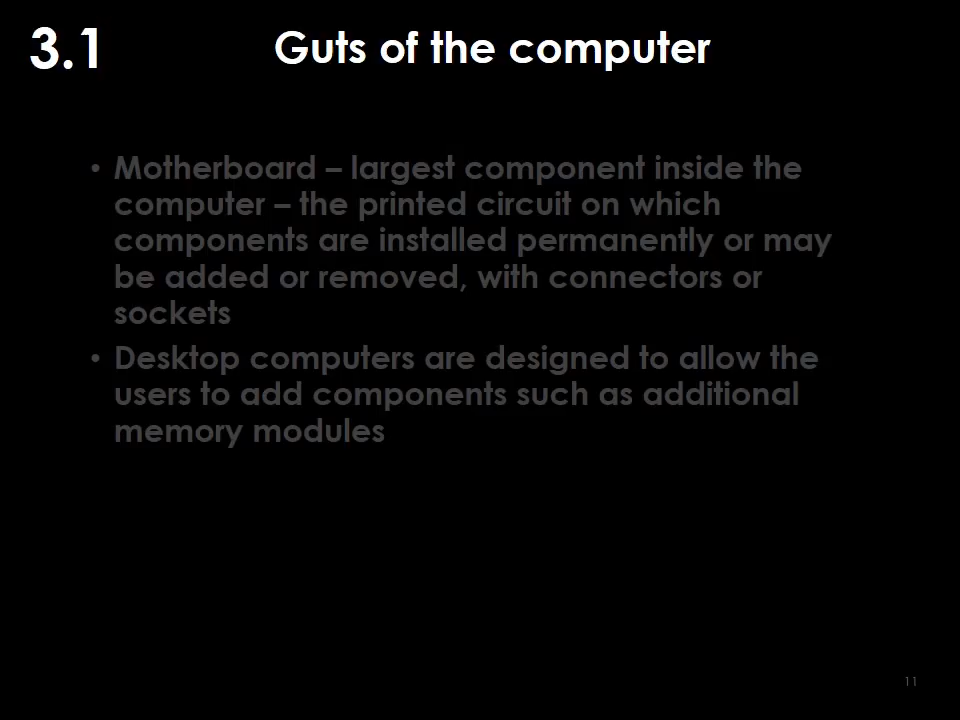 3.1
Guts of the computer
• Motherboard – largest component inside the
computer – the printed circuit on which
components are installed permanently or may
be added or removed, with connectors or
sockets
• Desktop computers are designed to allow the
users to add components such as additional
memory modules
11